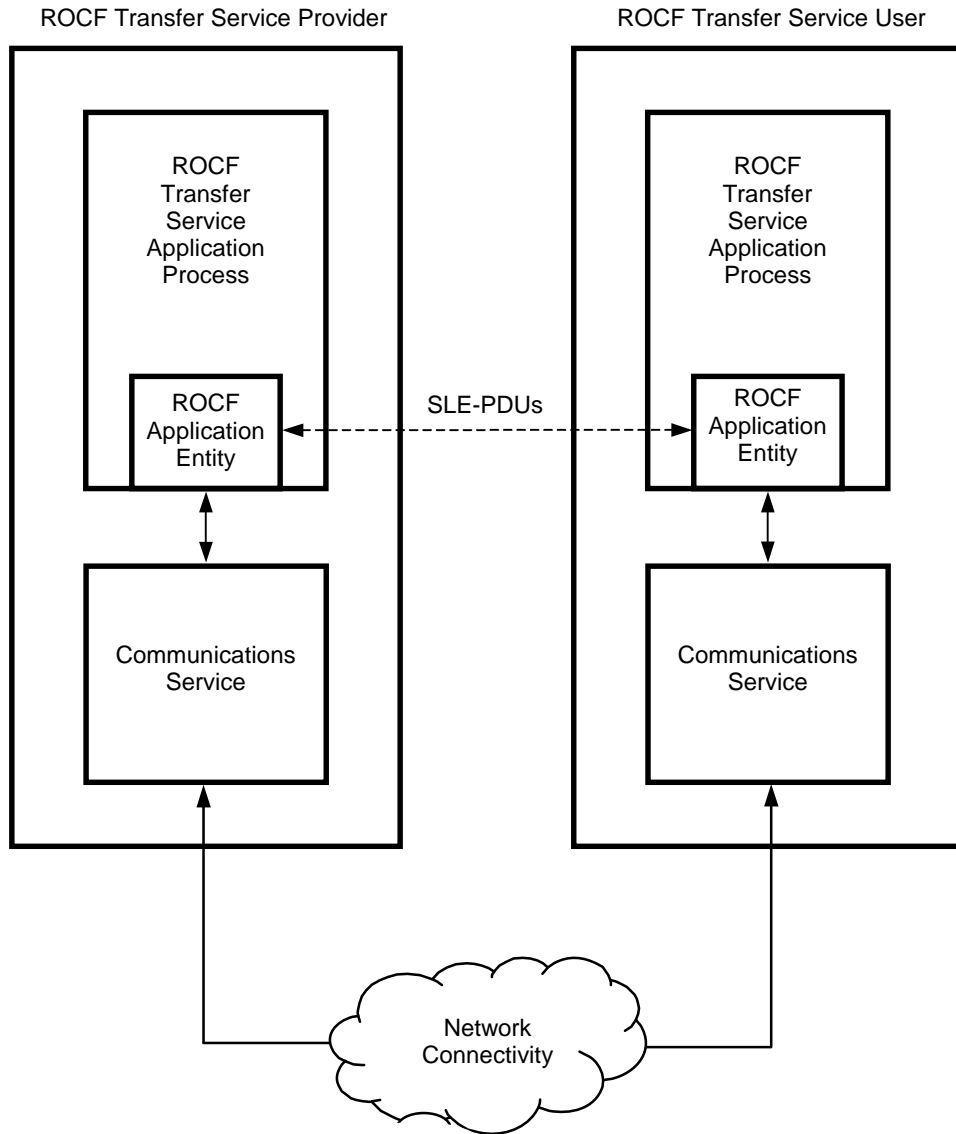 ROCF Transfer Service Provider
ROCF Transfer Service User
ROCF
Transfer
Service
Application
Process
ROCF
Transfer
Service
Application
Process
ROCF
Application
Entity
SLE-PDUs
ROCF
Application
Entity
Communications
Service
Communications
Service
Network
Connectivity